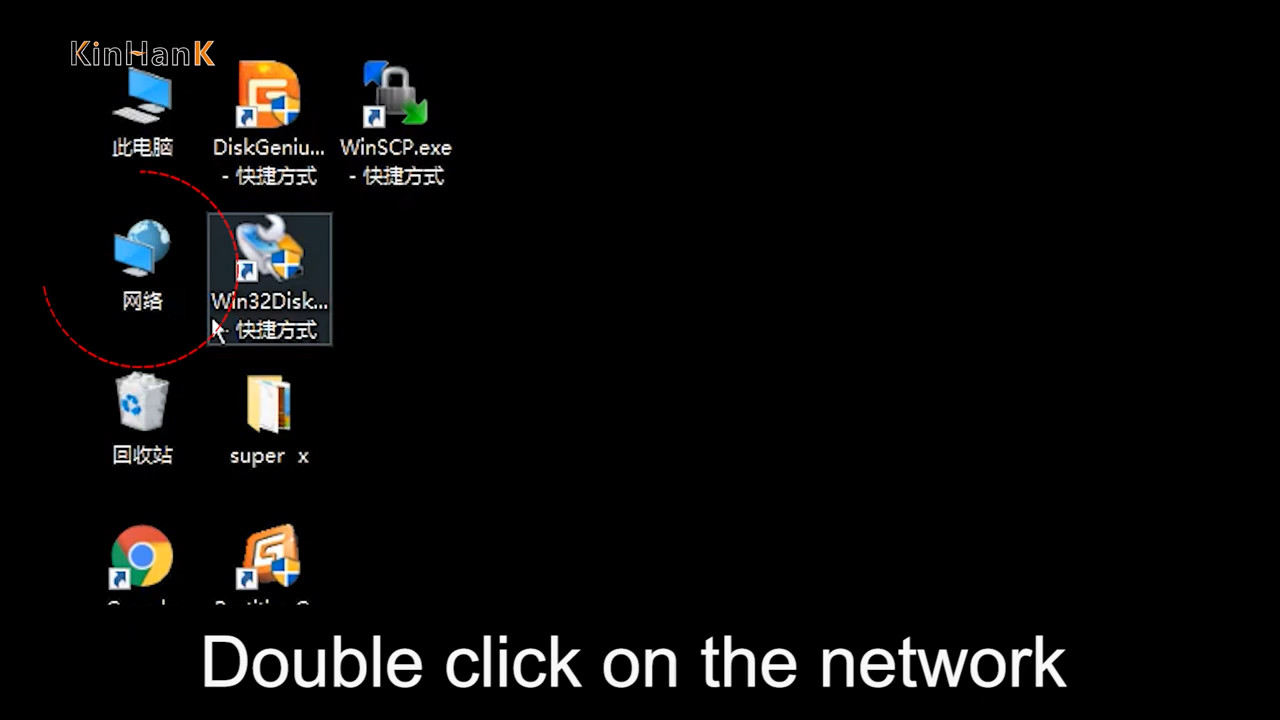 KinHanK
此电脑
DiskGeniu...
- 快捷方式
WinSCP.exe
- 快捷方式
网络
Win32Disk...
- 快捷方式
回收站
super x
Double click on the network